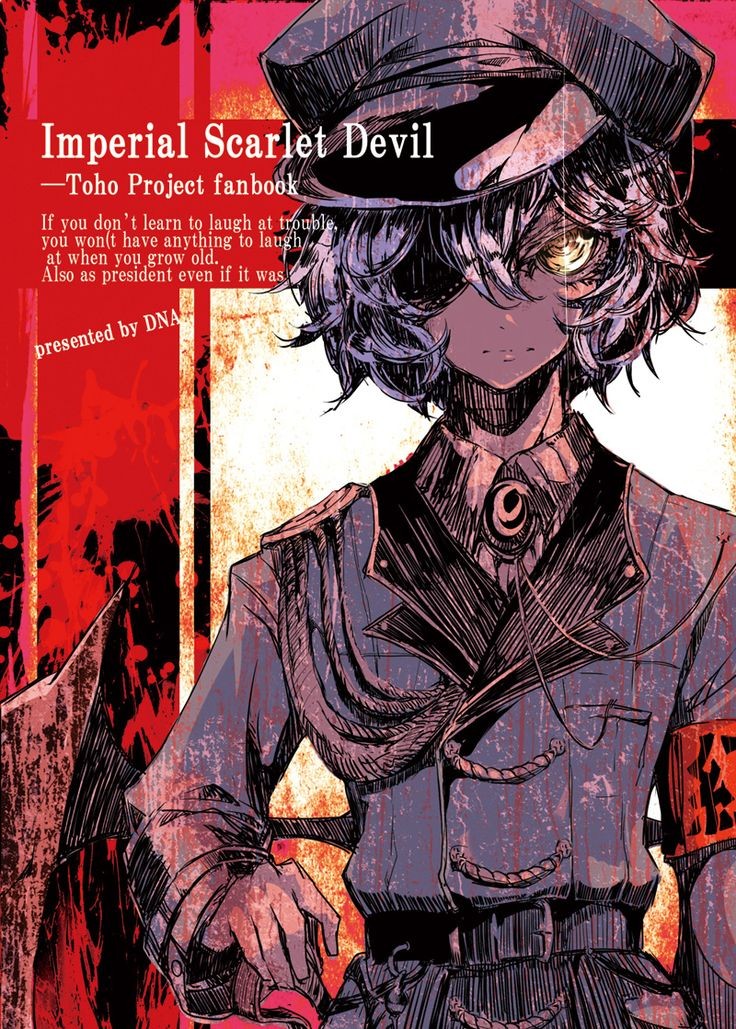 Imperial Scarlet Devil
—Toho Project fanbook
If you don't learn to laugh at trouble,
you won(t have anything to laugh
at when you grow old.
Also as president even if it was
presented by DNA
紅